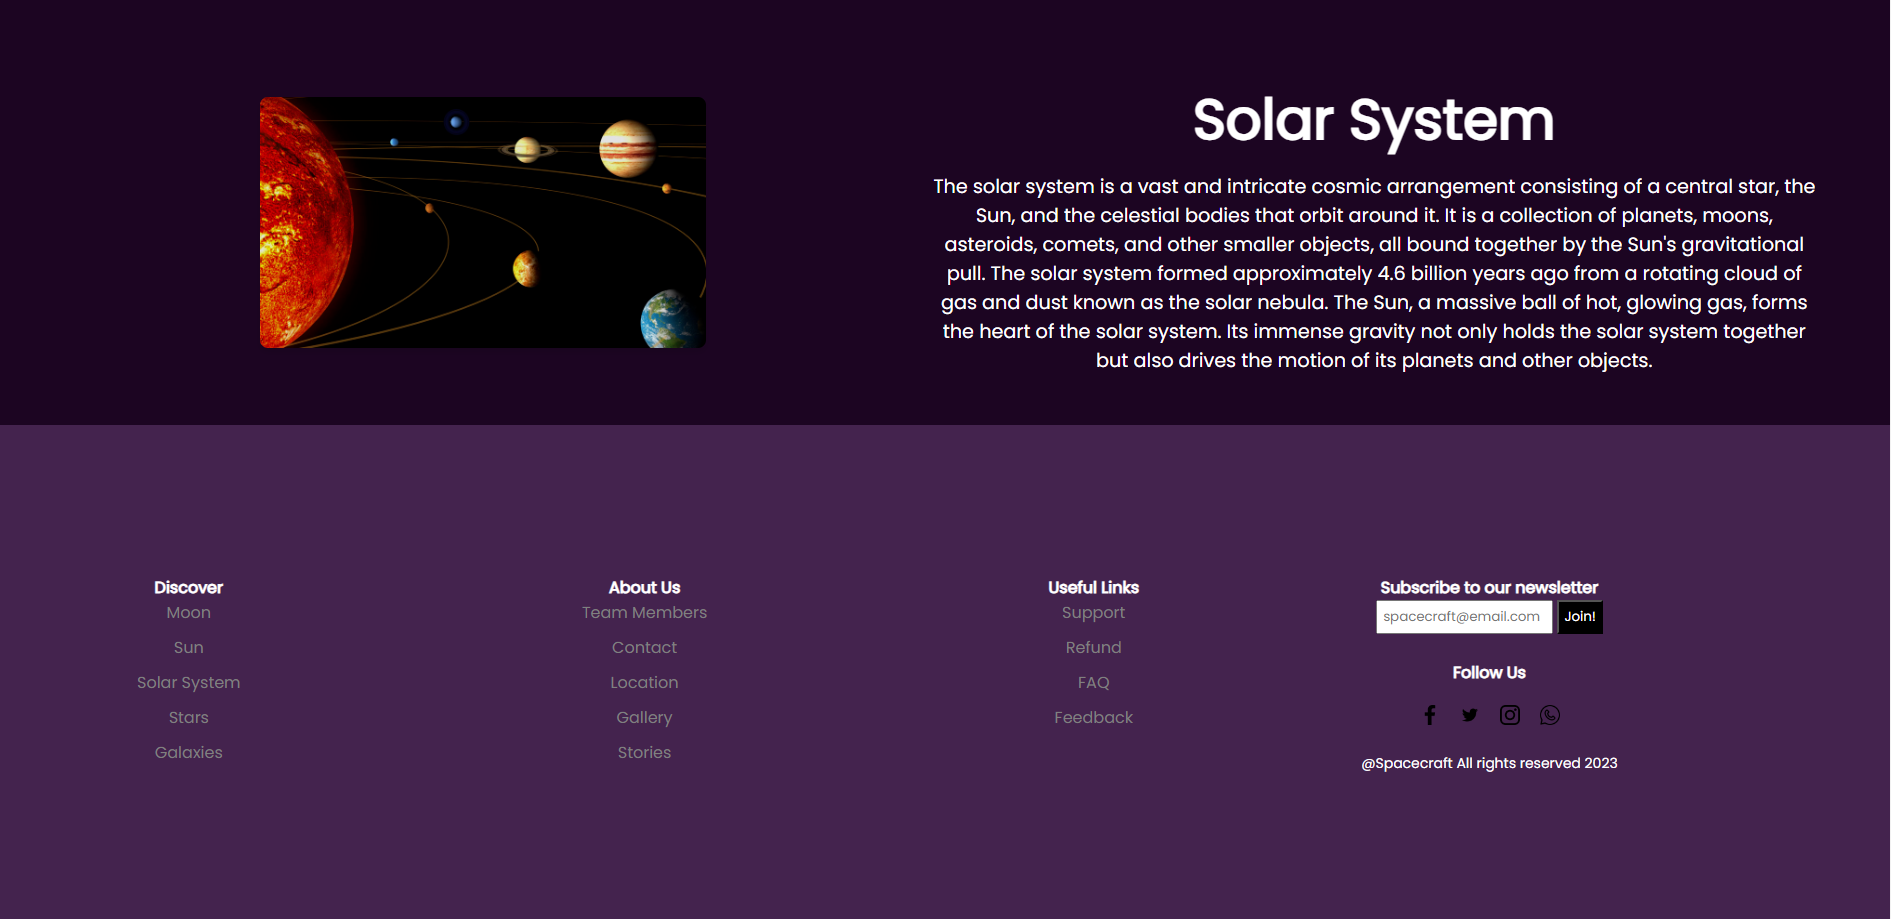 Solar System
The solar system is a vast and intricate cosmic arrangement consisting of a central star, the
Sun, and the celestial bodies that orbit around it. It is a collection of planets, moons,
asteroids, comets, and other smaller objects, all bound together by the Sun's gravitational
pull. The solar system formed approximately 4.6 billion years ago from a rotating cloud of
gas and dust known as the solar nebula. The Sun, a massive ball of hot, glowing gas, forms
the heart of the solar system. Its immense gravity not only holds the solar system together
but also drives the motion of its planets and other objects.
Discover
Moon
Sun
Solar System
Stars
Galaxies
About Us
Team Members
Contact
Location
Gallery
Stories
Useful Links
Support
Refund
FAQ
Feedback
Subscribe to our newsletter
spacecraft@email.com Join!
Follow Us
@Spacecraft All rights reserved 2023